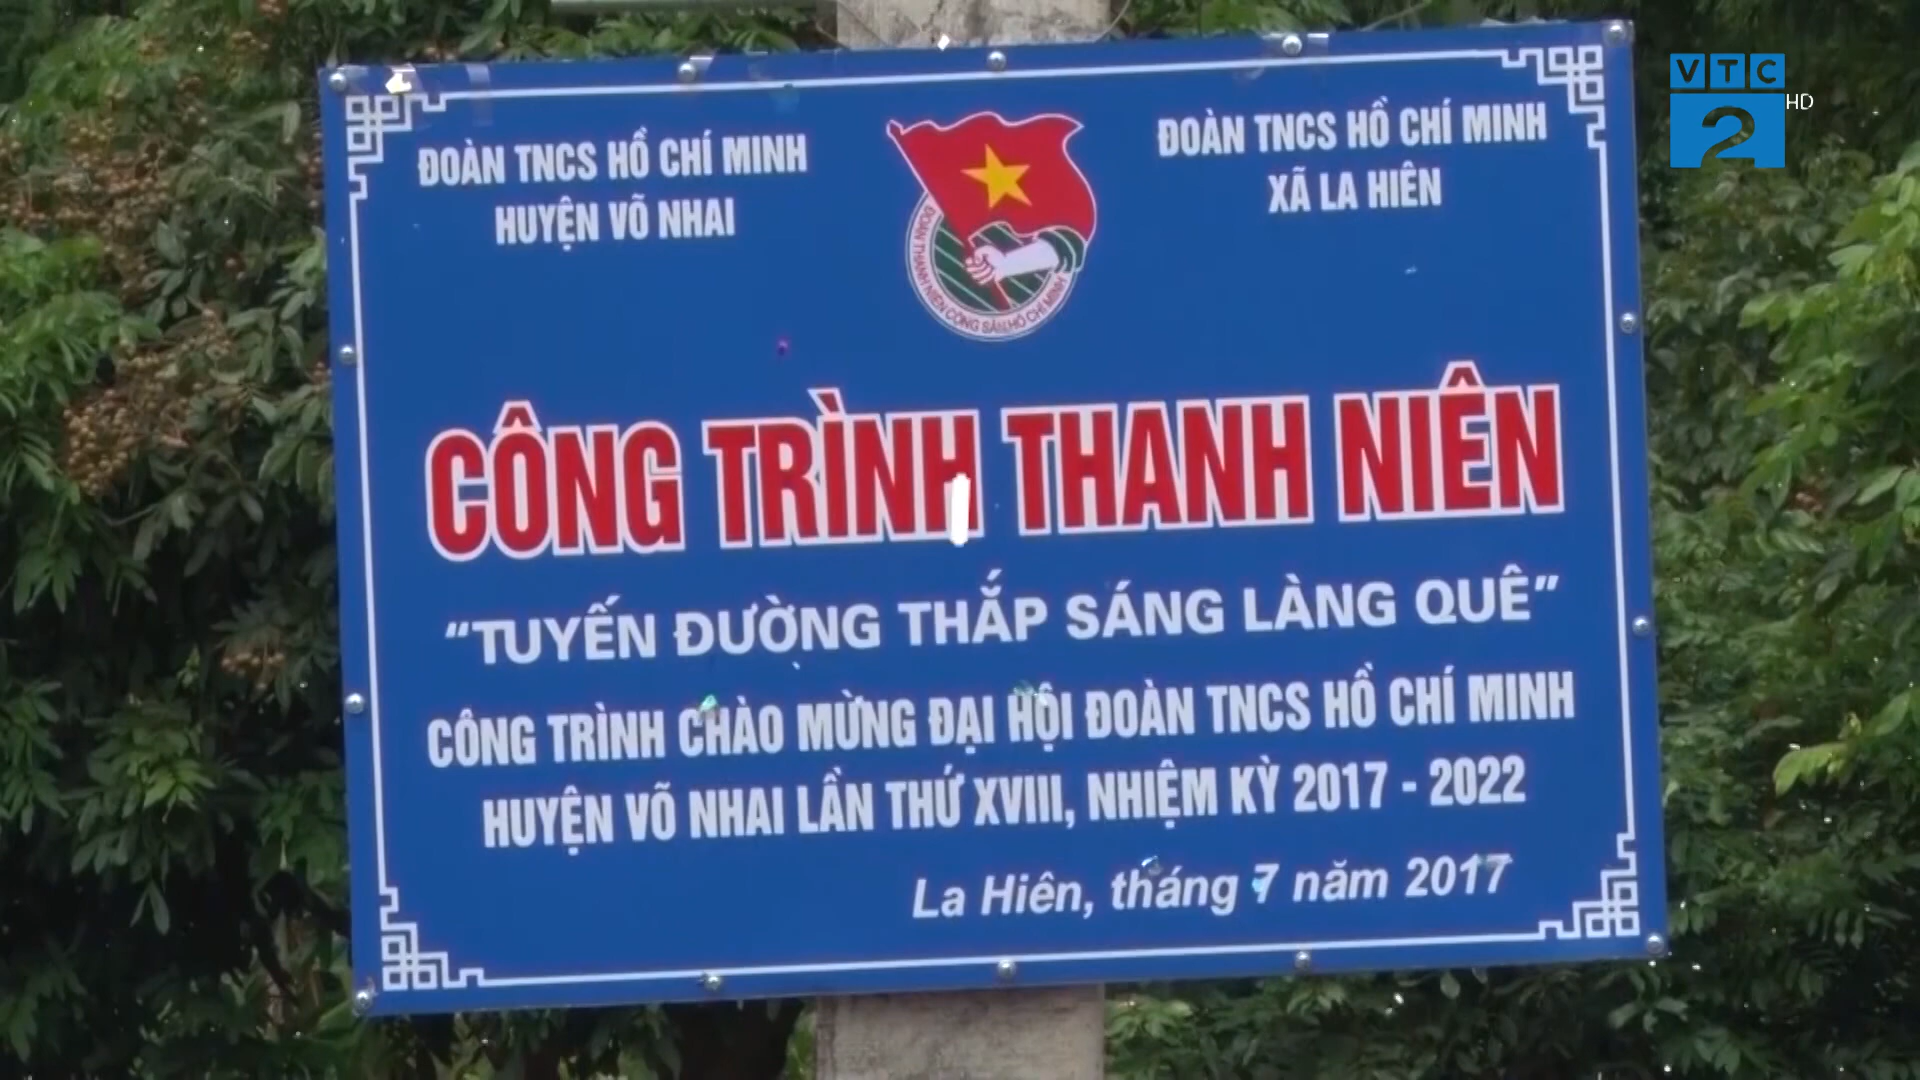 VTC
2
HD
ĐOÀN TNCS HỒ CHÍ MINH
HUYỆN VÕ NHAI
ĐOÀN TNCS HỒ CHÍ MINH
XÃ LA HIÊN
ĐOÀN THANH NIÊN CỘNG SẢN HỒ CHÍ MINH
CÔNG TRÌNH THANH NIÊN
“TUYẾN ĐƯỜNG THẮP SÁNG LÀNG QUÊ”
CÔNG TRÌNH CHÀO MỪNG ĐẠI HỘI ĐOÀN TNCS HỒ CHÍ MINH
HUYỆN VÕ NHAI LẦN THỨ XVIII, NHIỆM KỲ 2017 - 2022
La Hiên, tháng 7 năm 2017